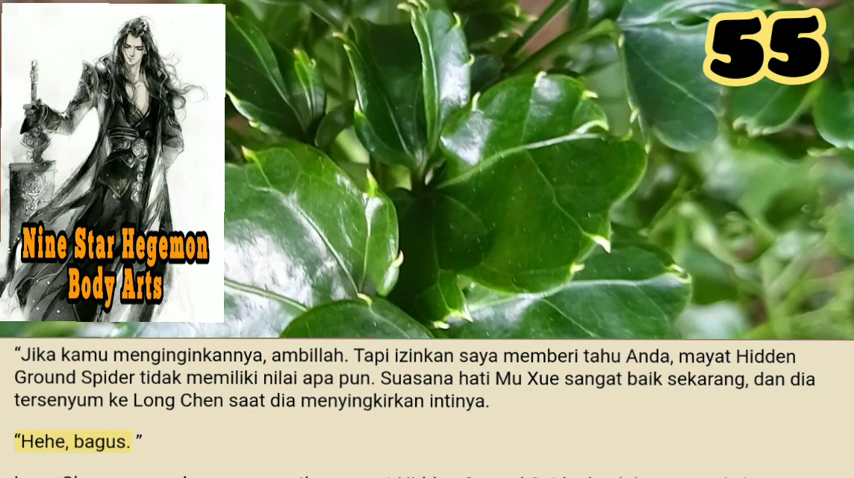 55
Nine Star Hegemon
Body Arts
“Jika kamu menginginkannya, ambillah. Tapi izinkan saya memberi tahu Anda, mayat Hidden
Ground Spider tidak memiliki nilai apa pun. Suasana hati Mu Xue sangat baik sekarang, dan dia
tersenyum ke Long Chen saat dia menyingkirkan intinya.
“Hehe, bagus. ”